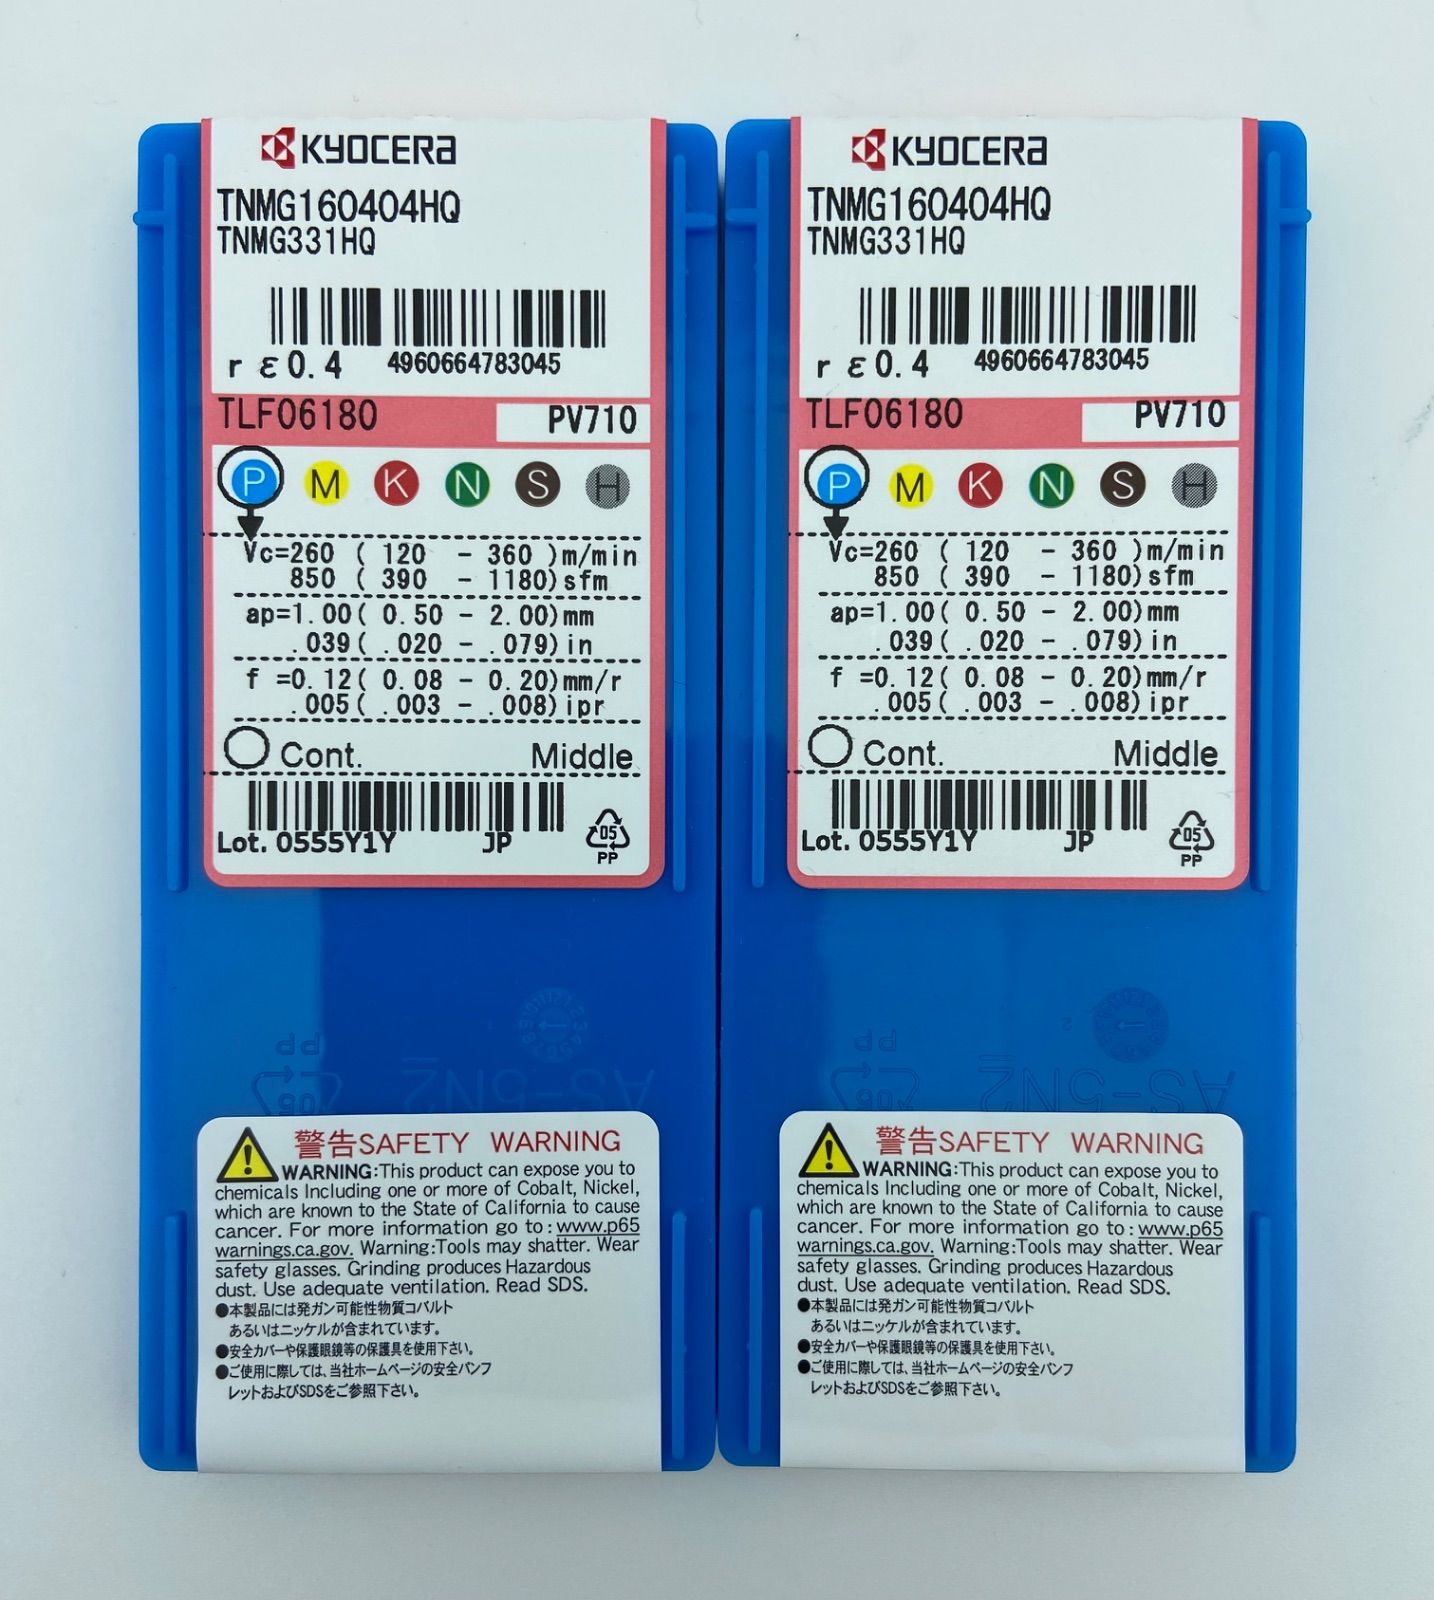 KYOCERA
TNMG160404HQ
TNMG331HQ
rε0.4 4960664783045
TLF06180 PV710
P M K N S H
Vc=260 ( 120 - 360 )m/min
850 ( 390 - 1180)sfm
ap=1.00( 0.50 - 2.00)mm
.039( .020 - .079)in
f =0.12( 0.08 - 0.20)mm/r
.005( .003 - .008)ipr
Cont. Middle
Lot. 0555Y1Y JP
05
PP
PP
05
AS-5N2
警告SAFETY WARNING
WARNING:This product can expose you to
chemicals Including one or more of Cobalt, Nickel,
which are known to the State of California to cause
cancer. For more information go to: www.p65
warnings.ca.gov. Warning:Tools may shatter. Wear
safety glasses. Grinding produces Hazardous
dust. Use adequate ventilation. Read SDS.
●本製品には発ガン可能性物質コバルト
あるいはニッケルが含まれています。
●安全カバーや保護眼鏡等の保護具を使用下さい。
●ご使用に際しては、当社ホームページの安全パンフ
レットおよびSDSをご参照下さい。
KYOCERA
TNMG160404HQ
TNMG331HQ
rε0.4 4960664783045
TLF06180 PV710
P M K N S H
Vc=260 ( 120 - 360 )m/min
850 ( 390 - 1180)sfm
ap=1.00( 0.50 - 2.00)mm
.039( .020 - .079)in
f =0.12( 0.08 - 0.20)mm/r
.005( .003 - .008)ipr
Cont. Middle
Lot. 0555Y1Y JP
05
PP
2
PP
05
AS-5N2
警告SAFETY WARNING
WARNING:This product can expose you to
chemicals Including one or more of Cobalt, Nickel,
which are known to the State of California to cause
cancer. For more information go to: www.p65
warnings.ca.gov. Warning:Tools may shatter. Wear
safety glasses. Grinding produces Hazardous
dust. Use adequate ventilation. Read SDS.
●本製品には発ガン可能性物質コバルト
あるいはニッケルが含まれています。
●安全カバーや保護眼鏡等の保護具を使用下さい。
●ご使用に際しては、当社ホームページの安全パンフ
レットおよびSDSをご参照下さい。